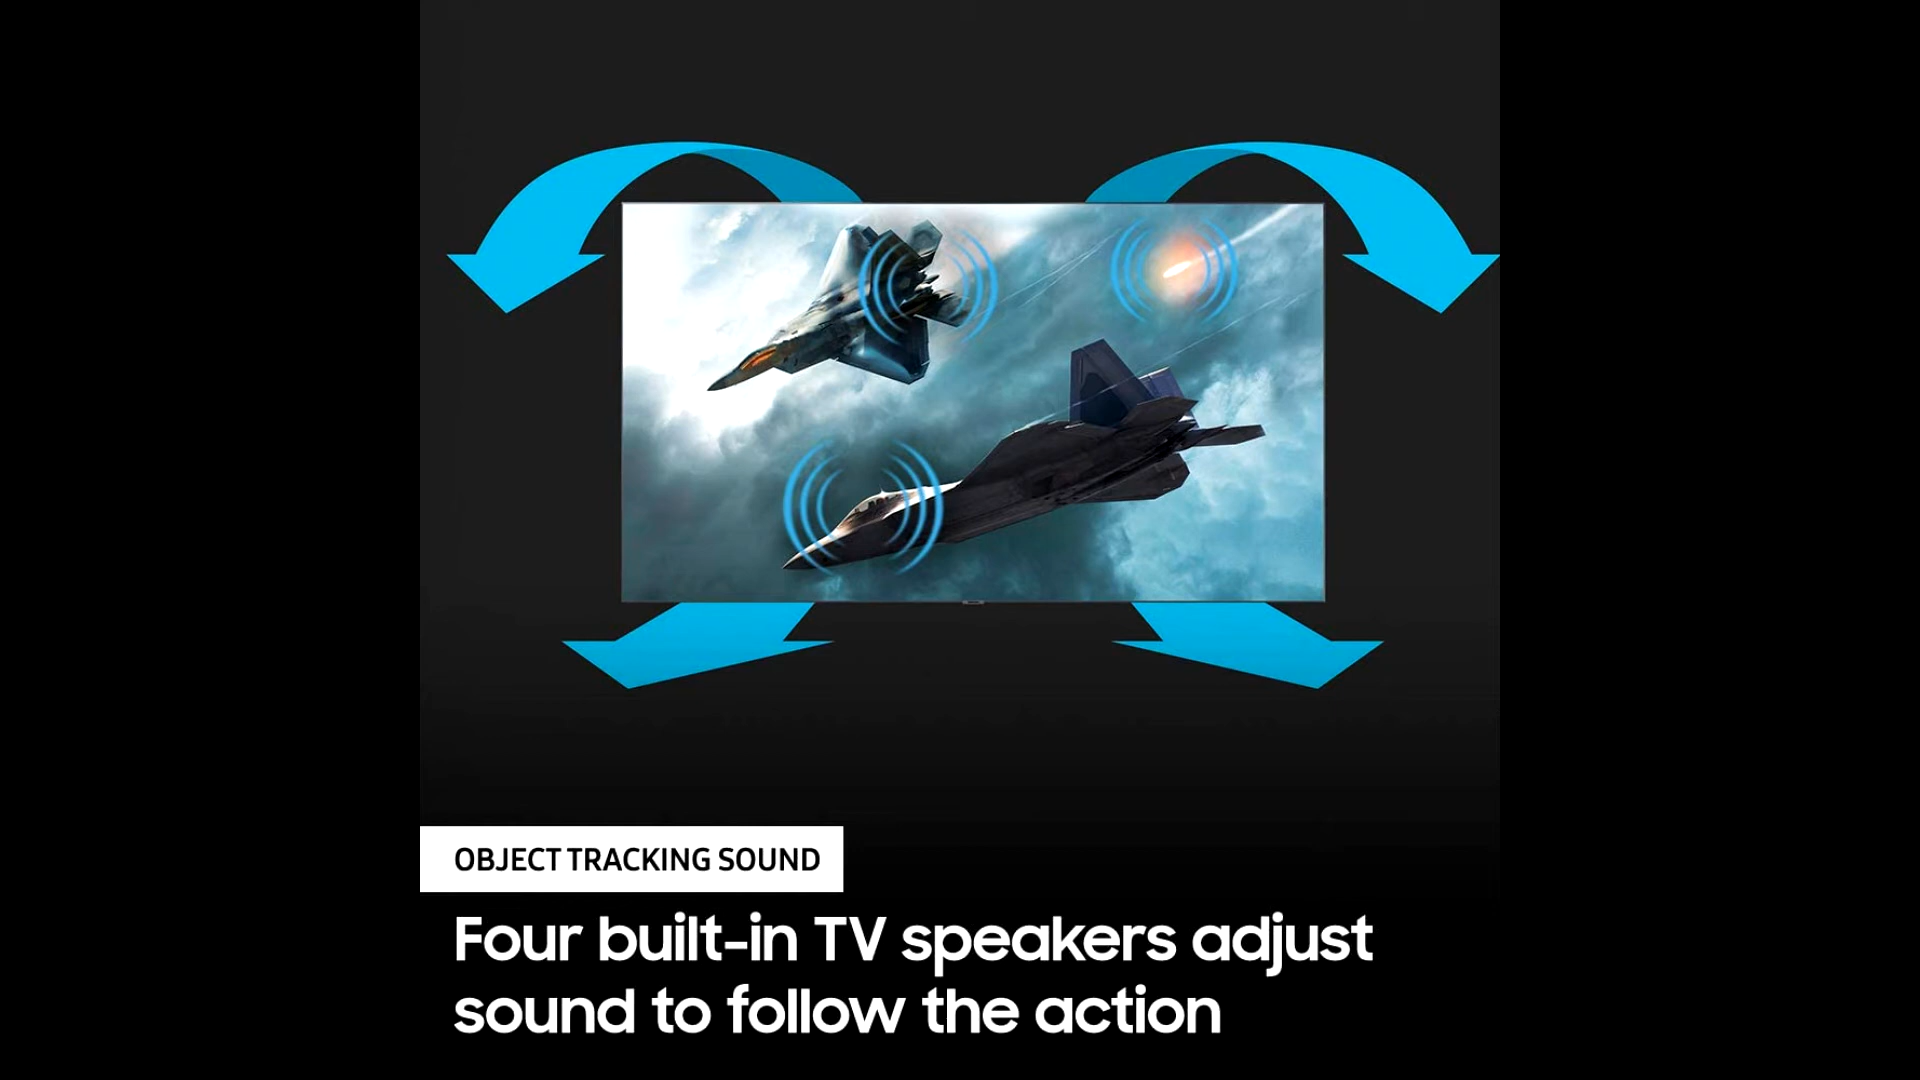 OBJECT TRACKING SOUND
Four built-in TV speakers adjust
sound to follow the action